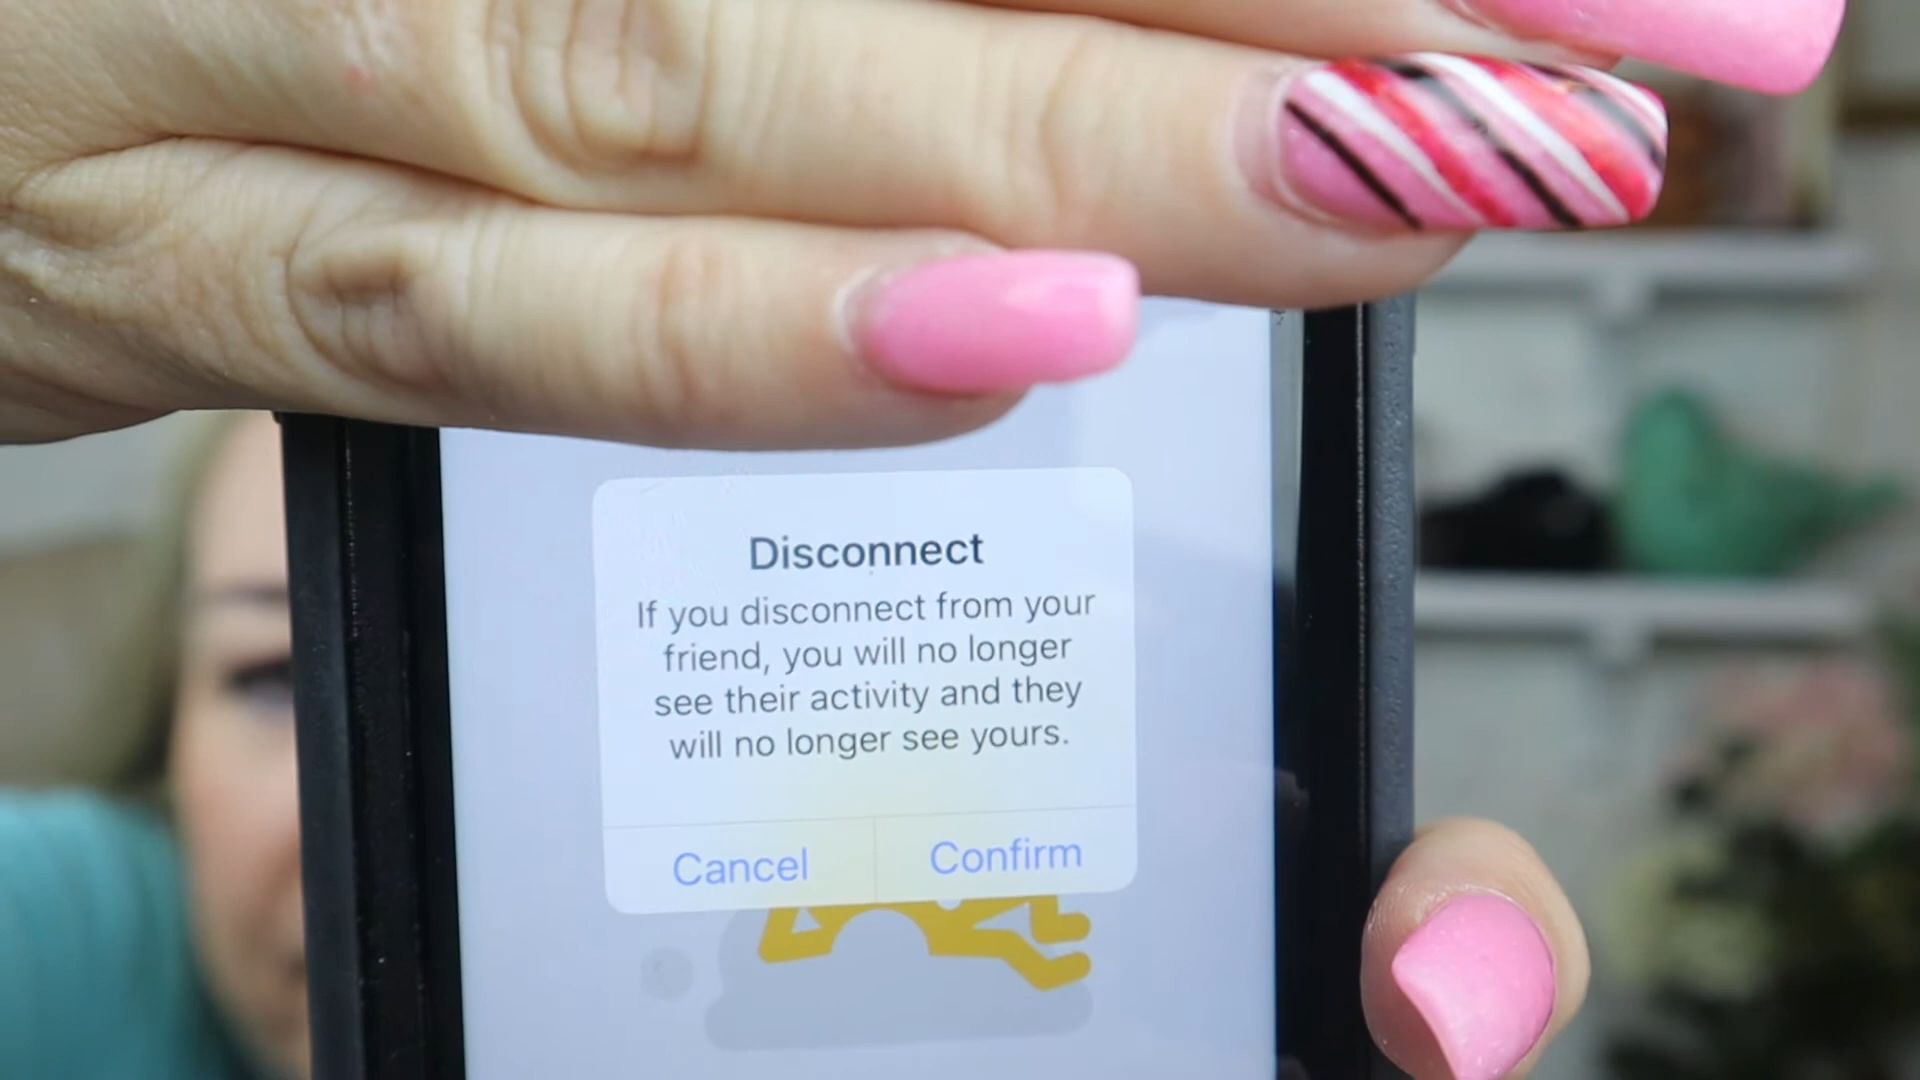 Disconnect
If you disconnect from your
friend, you will no longer
see their activity and they
will no longer see yours.
Cancel
Confirm